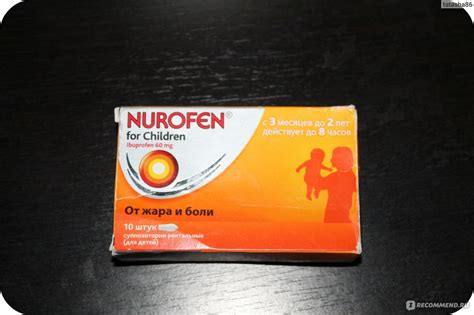 tatasha86
NUROFEN®
for Children
Ibuprofen 60 mg
с 3 месяцев до 2 лет
действует до 8 часов
От жара и боли
10 штук
суппозитории ректальные
(для детей)
I RECOMMEND.RU